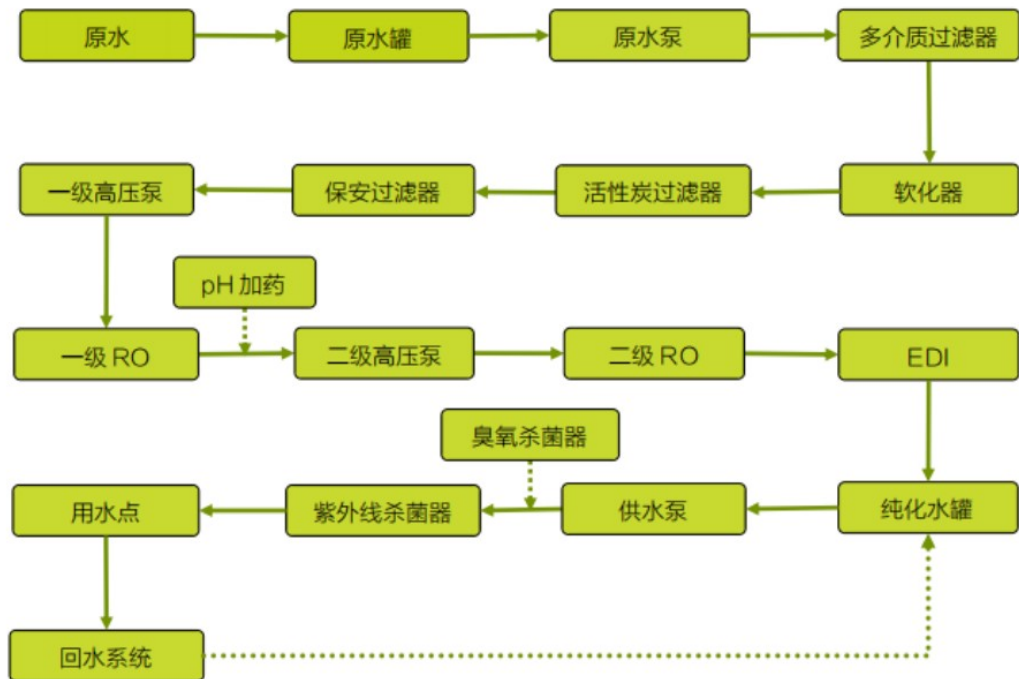 原水
原水罐
原水泵
多介质过滤器
一级高压泵
保安过滤器
活性炭过滤器
软化器
pH 加药
一级 RO
二级高压泵
二级 RO
EDI
臭氧杀菌器
用水点
紫外线杀菌器
供水泵
纯化水罐
回水系统